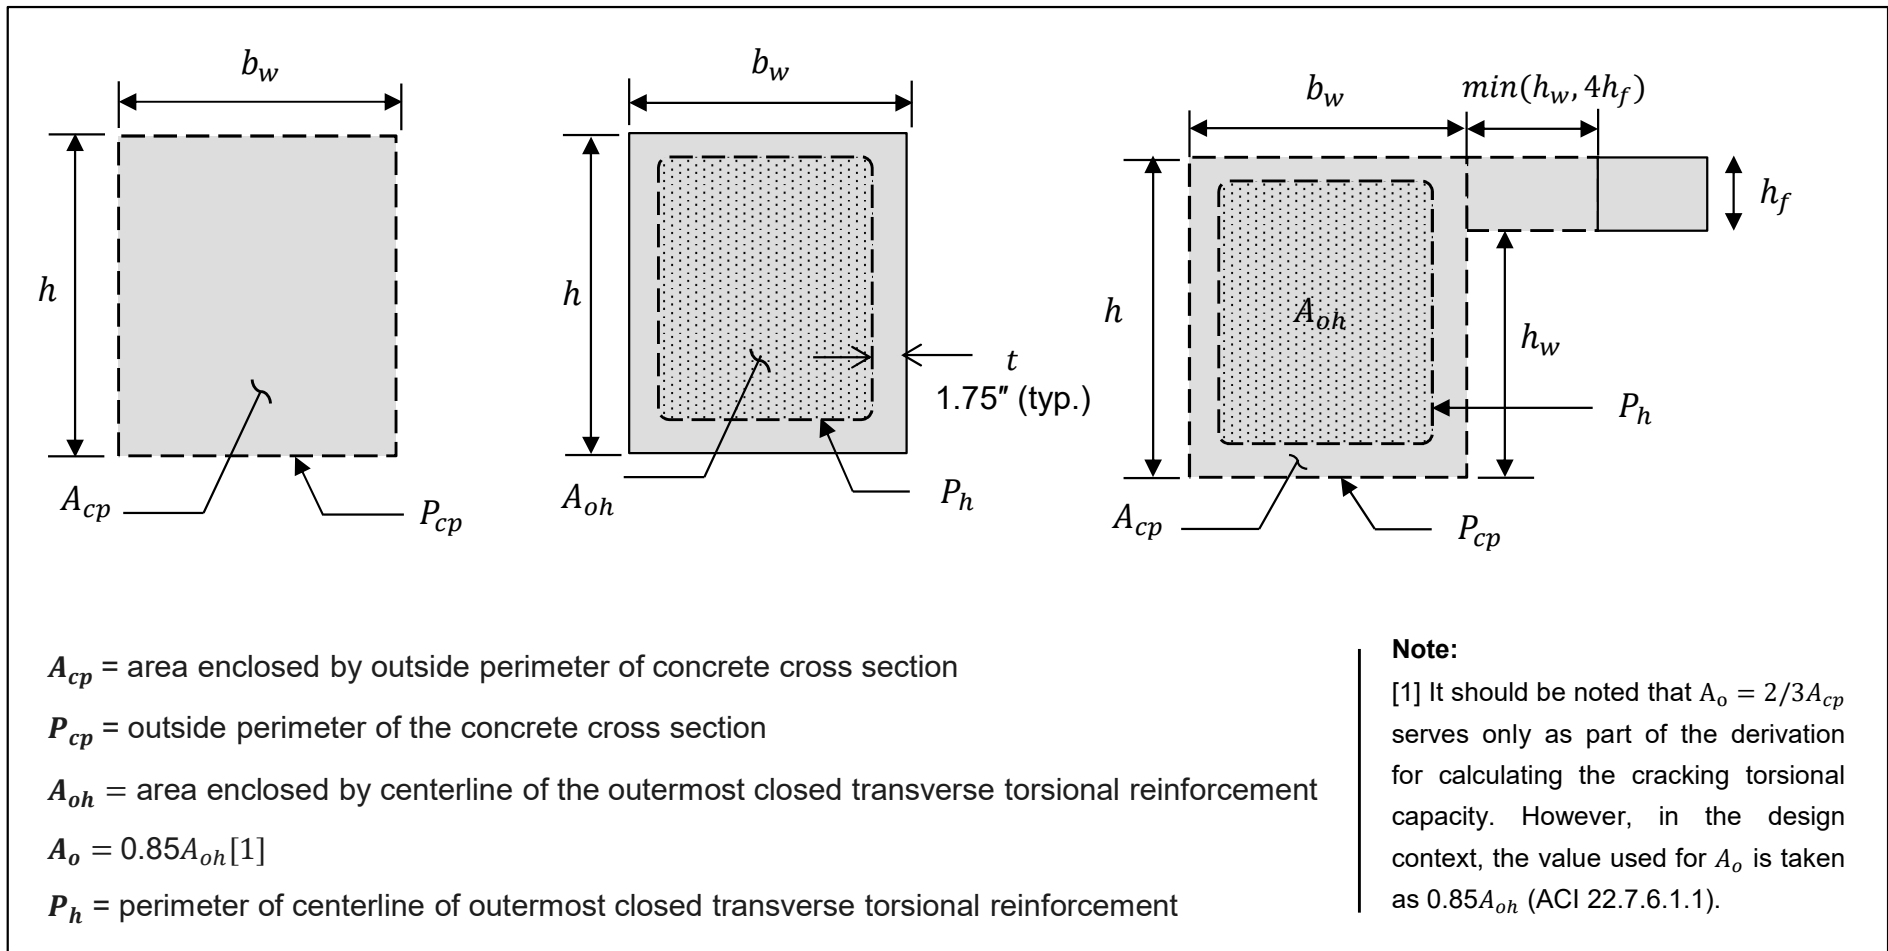 b_w
h
A_cp
P_cp
b_w
h
t
1.75″ (typ.)
A_oh
P_h
b_w
min(h_w, 4h_f)
h
h_f
A_oh
h_w
P_h
A_cp
P_cp
A_cp = area enclosed by outside perimeter of concrete cross section
P_cp = outside perimeter of the concrete cross section
A_oh = area enclosed by centerline of the outermost closed transverse torsional reinforcement
A_o = 0.85A_oh[1]
P_h = perimeter of centerline of outermost closed transverse torsional reinforcement
Note:
[1] It should be noted that A_o = 2/3A_cp
serves only as part of the derivation
for calculating the cracking torsional
capacity. However, in the design
context, the value used for A_o is taken
as 0.85A_oh (ACI 22.7.6.1.1).